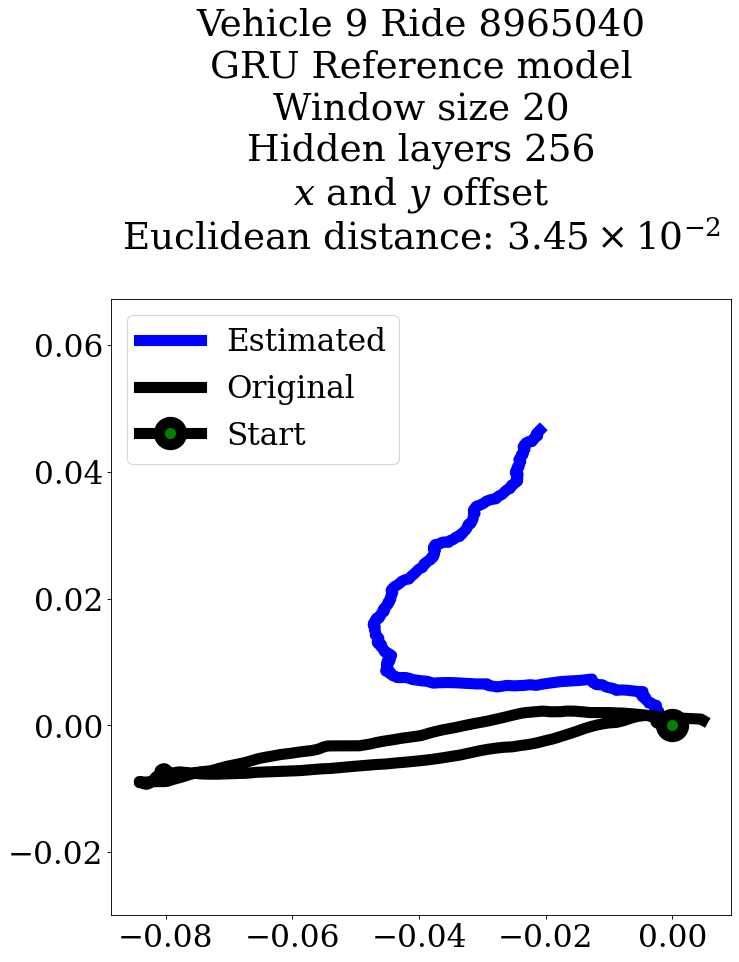 Vehicle 9 Ride 8965040
GRU Reference model
Window size 20
Hidden layers 256
x and y offset
Euclidean distance: 3.45 × 10⁻²
Estimated
Original
Start
0.06
0.04
0.02
0.00
−0.02
−0.08 −0.06 −0.04 −0.02 0.00